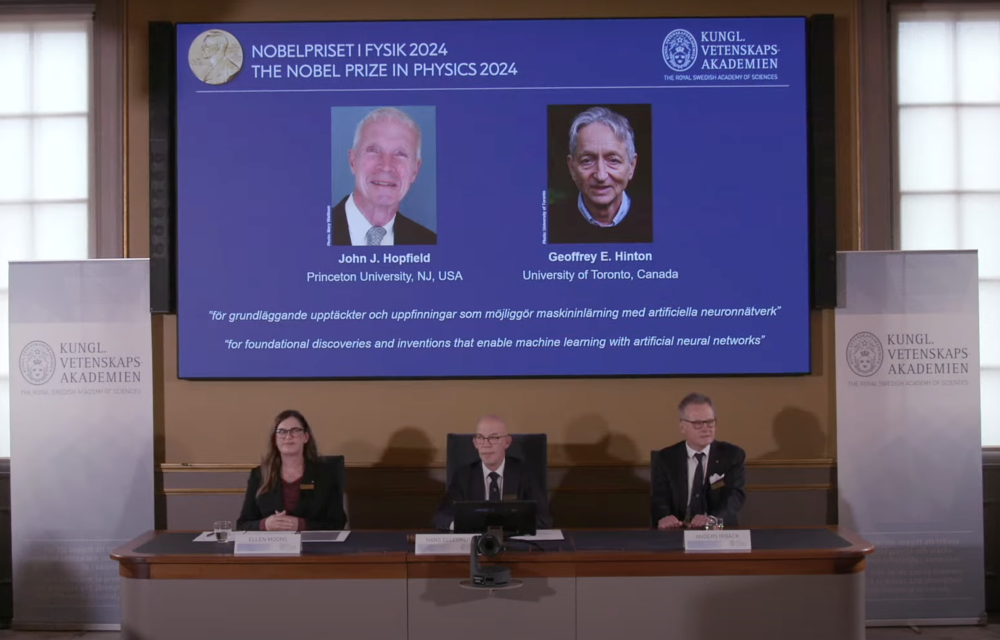 NOBELPRISET I FYSIK 2024
THE NOBEL PRIZE IN PHYSICS 2024
KUNGL.
VETENSKAPS-
AKADEMIEN
THE ROYAL SWEDISH ACADEMY OF SCIENCES
Photo: Mary Waltham
Photo: University of Toronto
John J. Hopfield
Princeton University, NJ, USA
Geoffrey E. Hinton
University of Toronto, Canada
”för grundläggande upptäckter och uppfinningar som möjliggör maskininlärning med artificiella neuronnätverk”
“for foundational discoveries and inventions that enable machine learning with artificial neural networks”
KUNGL.
VETENSKAPS-
AKADEMIEN
THE ROYAL SWEDISH ACADEMY OF SCIENCES
KUNGL.
VETENSKAPS-
AKADEMIEN
THE ROYAL SWEDISH ACADEMY OF SCIENCES
ELLEN MOONS
HANS ELLEGREN
ANDERS IRBÄCK